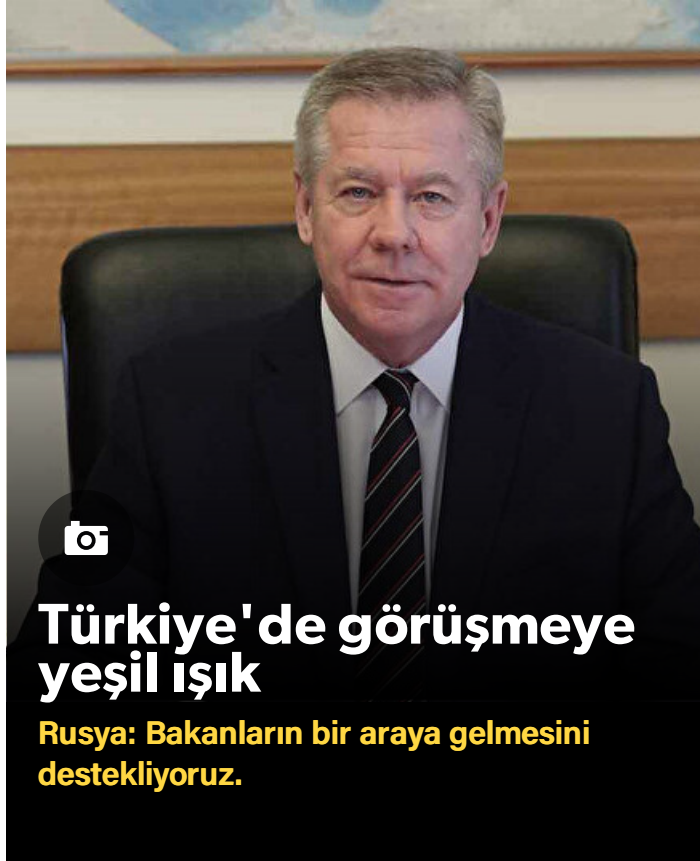 Türkiye'de görüşmeye
yeşil ışık
Rusya: Bakanların bir araya gelmesini
destekliyoruz.